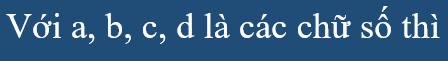 Với a, b, c, d là các chữ số thì